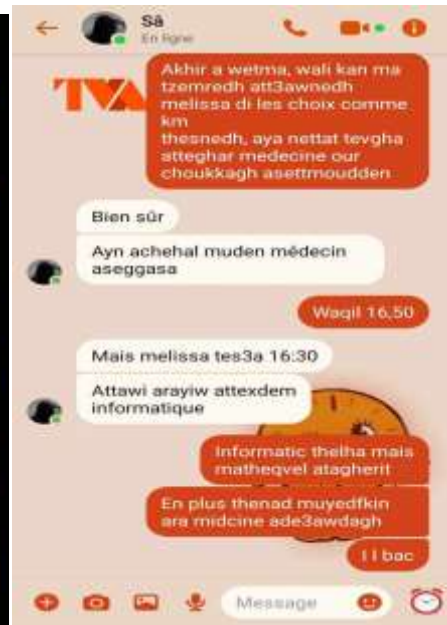 Sâ
En ligne
TVA
Akhir a wetma, wali kan ma
tzemredh att3awnedh
melissa di les choix comme
km
thesnedh, aya nettat tevgha
atteghar medecine our
choukkagh asettmoudden
Bien sûr
Ayn achehal muden médecin
aseggasa
Waqil 16,50
Mais melissa tes3a 16:30
Attawi arayiw attexdem
informatique
Informatic thelha mais
matheqvel atagherit
En plus thenad muyedfkin
ara midcine ade3awdagh
l l bac
Message